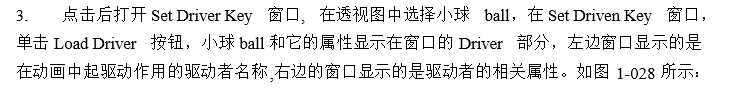 3. 点击后打开 Set Driver Key 窗口, 在透视图中选择小球 ball，在 Set Driven Key 窗口，
单击 Load Driver 按钮，小球 ball 和它的属性显示在窗口的 Driver 部分，左边窗口显示的是
在动画中起驱动作用的驱动者名称,右边的窗口显示的是驱动者的相关属性。如图 1-028 所示：